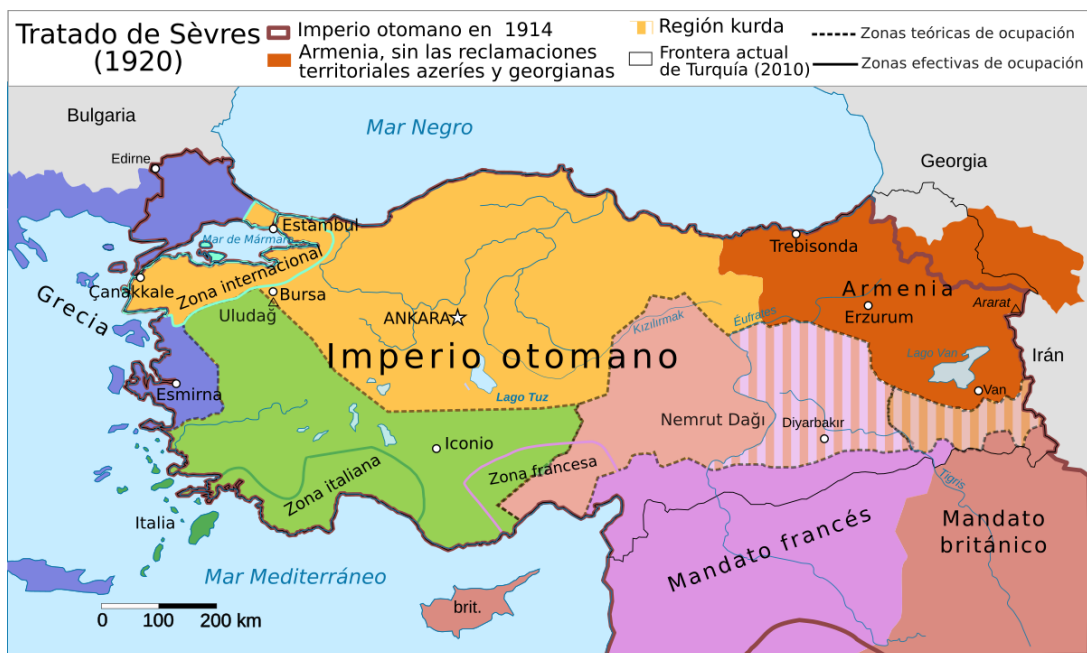 Tratado de Sèvres
(1920)
Imperio otomano en 1914
Armenia, sin las reclamaciones
territoriales azeríes y georgianas
Región kurda
Frontera actual
de Turquía (2010)
Zonas teóricas de ocupación
Zonas efectivas de ocupación
Bulgaria
Mar Negro
Edirne
Georgia
Estambul
Mar de Mármara
Trebisonda
Zona internacional
Çanakkale
Bursa
Armenia
Grecia
Uludağ
ANKARA
Kızılırmak
Éufrates
Erzurum
Ararat
Imperio otomano
Lago Van
Irán
Esmirna
Lago Tuz
Van
Nemrut Dağı
Diyarbakır
Iconio
Zona italiana
Zona francesa
Tigris
Italia
Mandato francés
Mandato
británico
Mar Mediterráneo
brit.
0 100 200 km